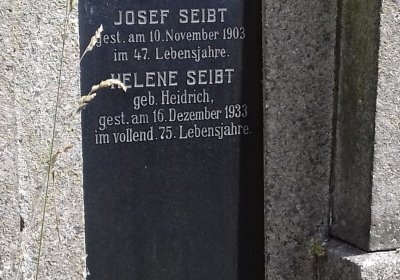 JOSEF SEIBT
gest. am 10. November 1903
im 47. Lebensjahre.
HELENE SEIBT
geb. Heidrich,
gest. am 16. Dezember 1933
im vollend. 75. Lebensjahre.